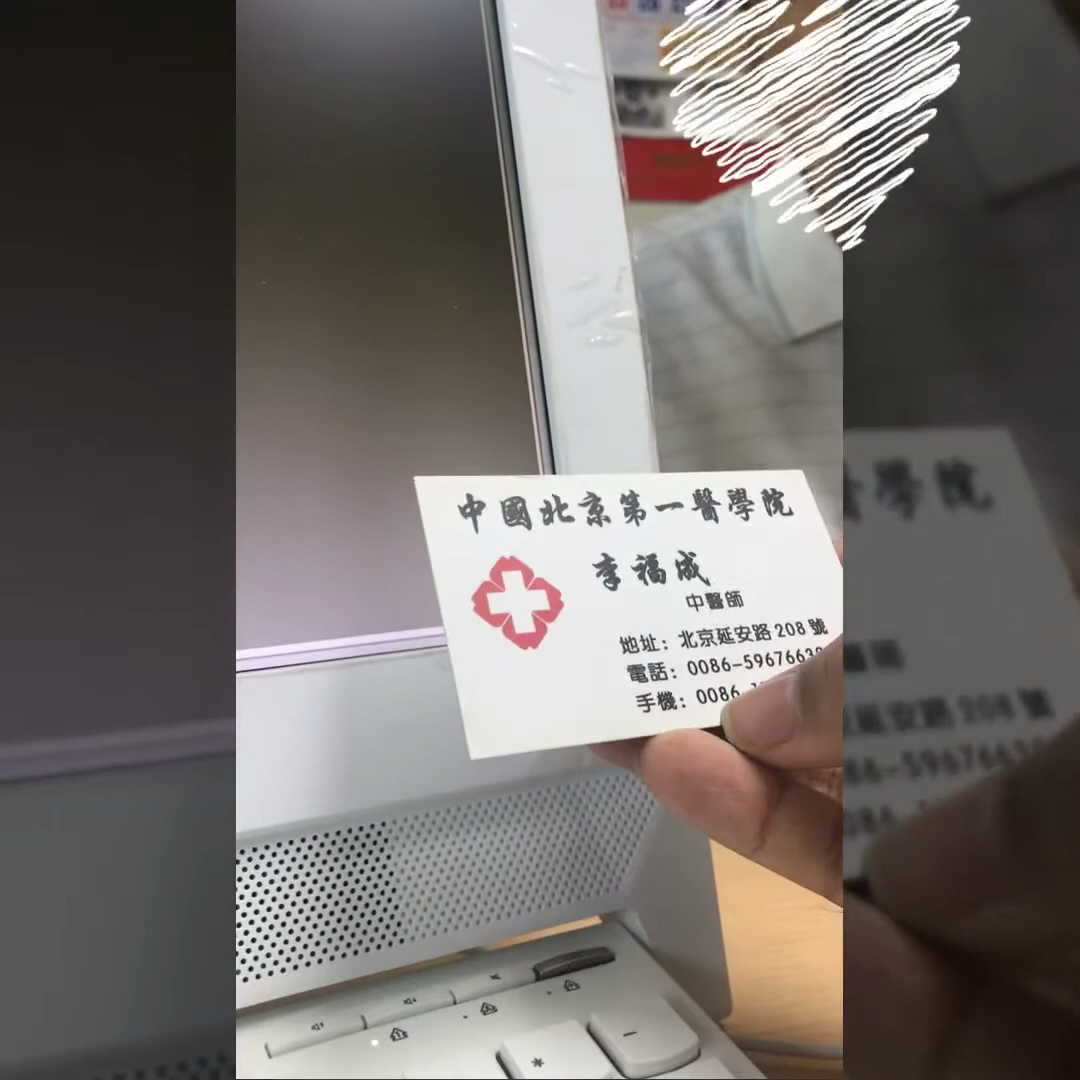 中國北京第一醫學院
李福成
中醫師
地址：北京延安路208號
電話：0086-5967663
手機：0086-